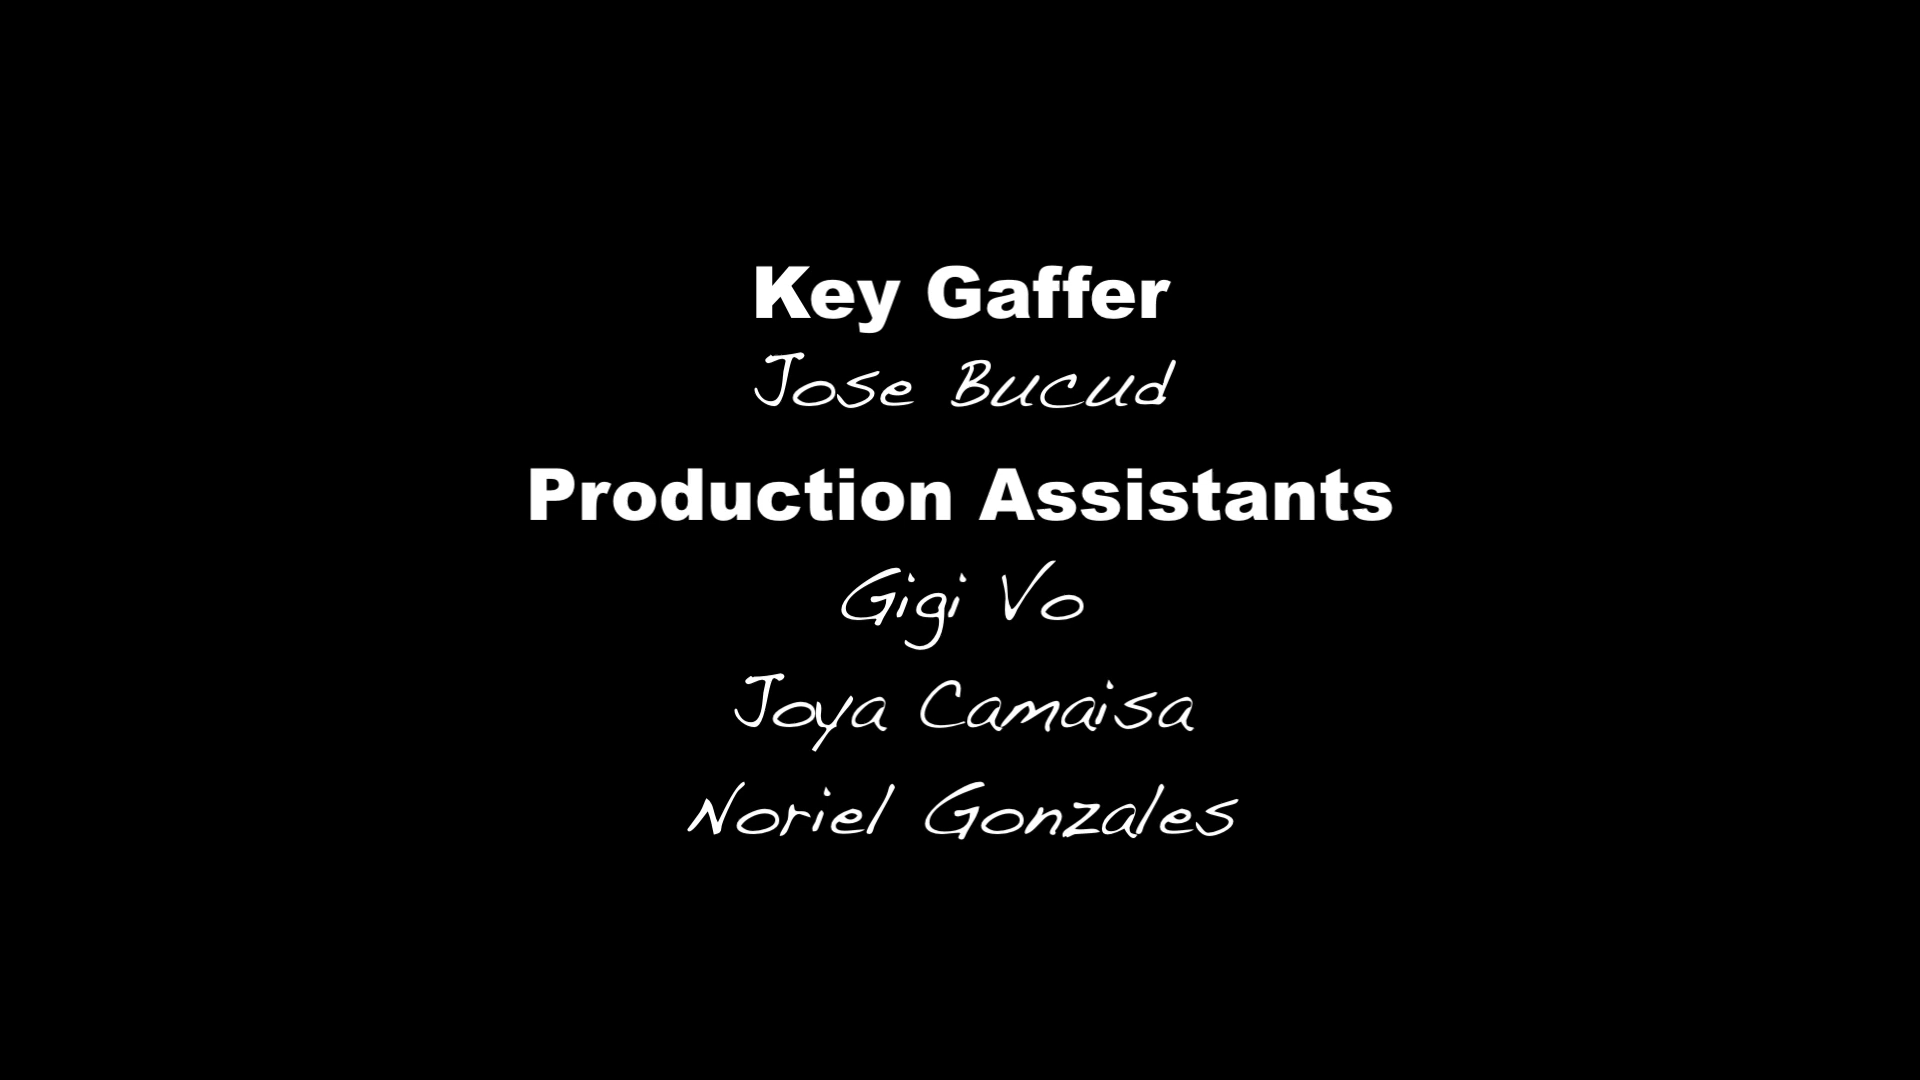 Key Gaffer
Jose Bucud
Production Assistants
Gigi Vo
Joya Camaisa
Noriel Gonzales